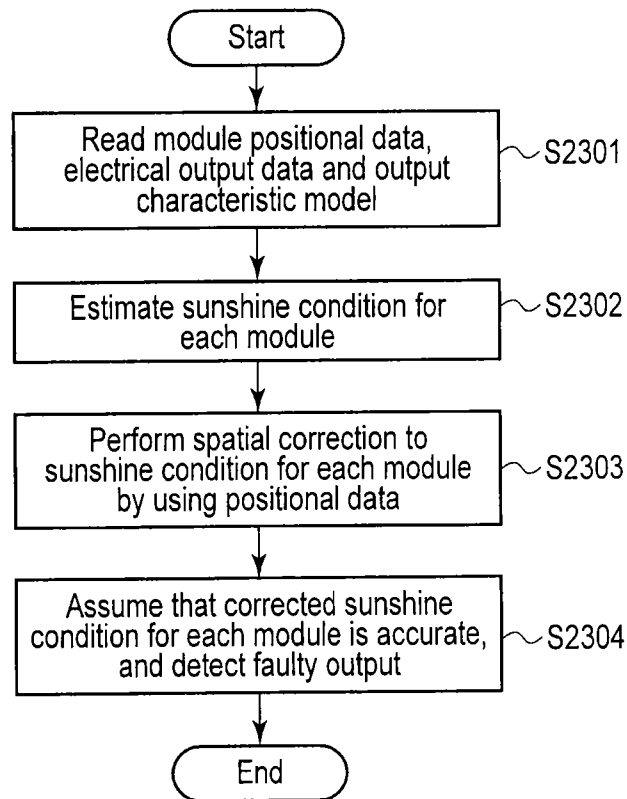 Start
Read module positional data,
electrical output data and output
characteristic model
S2301
Estimate sunshine condition for
each module
S2302
Perform spatial correction to
sunshine condition for each module
by using positional data
S2303
Assume that corrected sunshine
condition for each module is accurate,
and detect faulty output
S2304
End